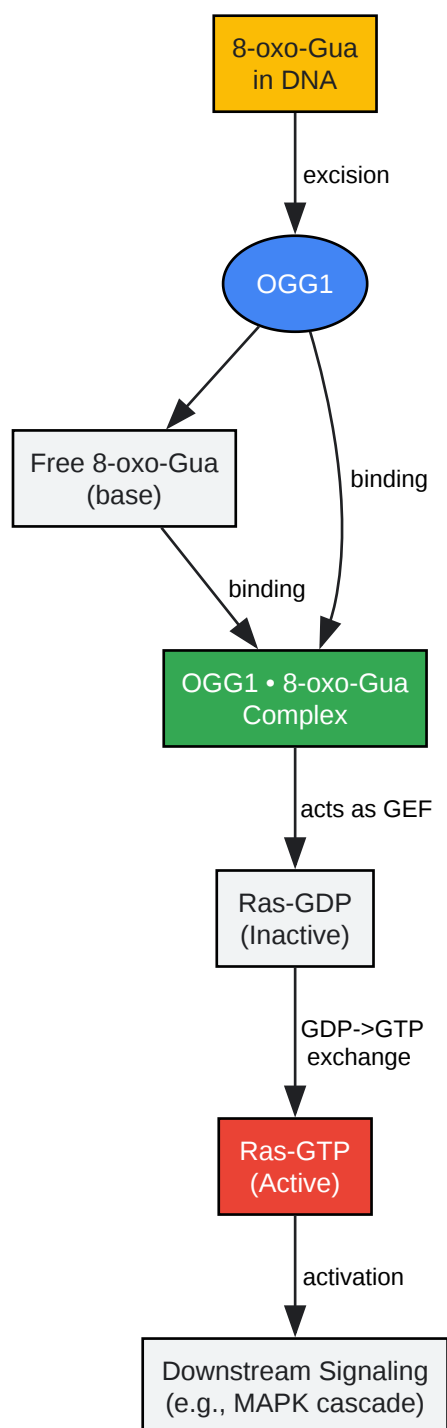 8-oxo-Gua
in DNA
excision
OGG1
Free 8-oxo-Gua
(base)
binding
binding
OGG1 • 8-oxo-Gua
Complex
acts as GEF
Ras-GDP
(Inactive)
GDP->GTP
exchange
Ras-GTP
(Active)
activation
Downstream Signaling
(e.g., MAPK cascade)